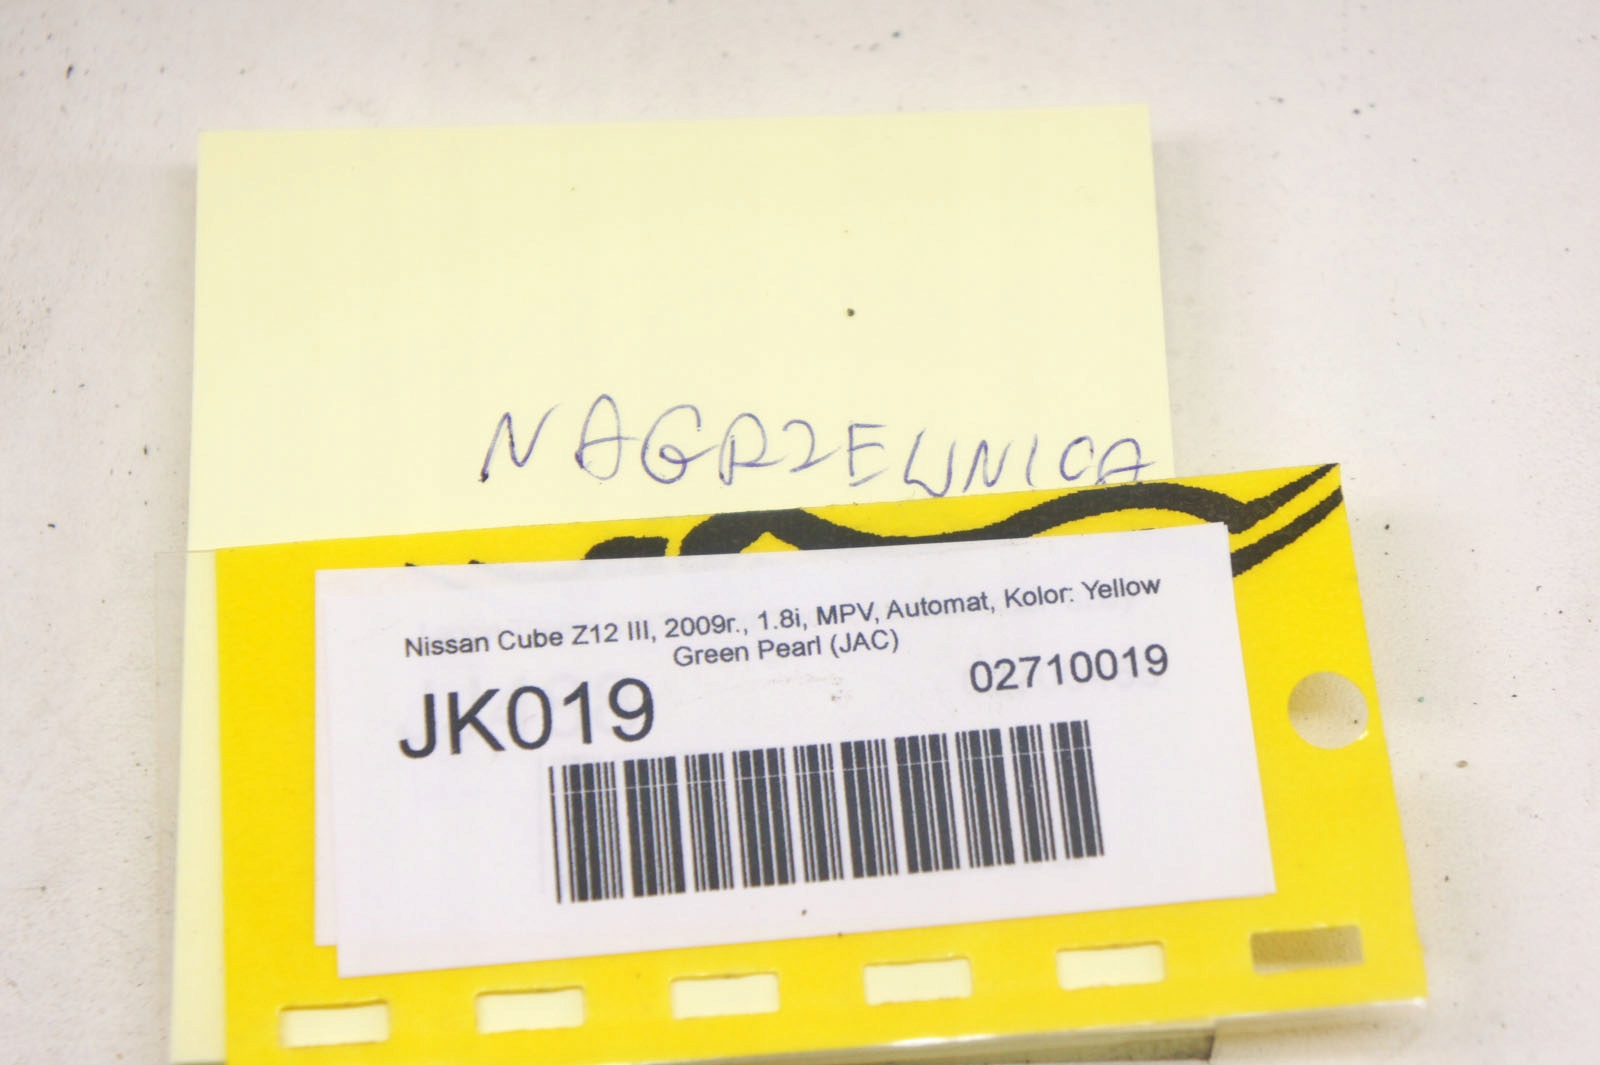 NAGRZEWNICA
Nissan Cube Z12 III, 2009r., 1.8i, MPV, Automat, Kolor: Yellow
Green Pearl (JAC)
JK019 02710019